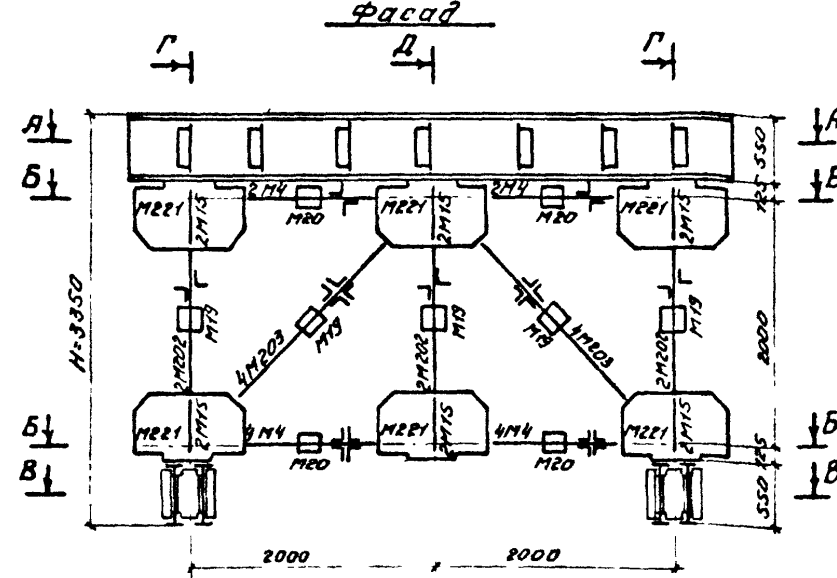 Фасад
Г Д Г
А А
550
Б 2М4 2М4 Б
М221 2М15 М20 М221 2М15 М20 М221 2М15 125
Н=3350
М19 М19 М19 М19 М19
2М202 4М203 2М202 4М203 2М202 2000
Б 4М4 4М4 Б
М221 2М15 М20 М221 2М15 М20 М221 2М15 125
В В
550
2000 2000